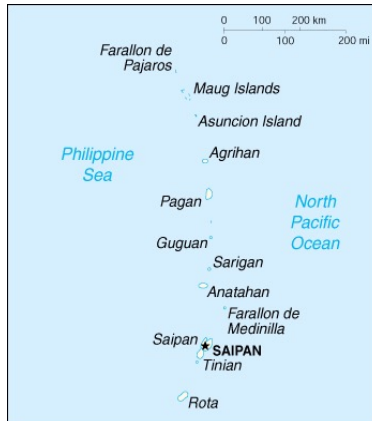 0 100 200 km
0 100 200 mi
Farallon de
Pajaros
Maug Islands
Asuncion Island
Philippine
Sea
Agrihan
Pagan
North
Pacific
Ocean
Guguan
Sarigan
Anatahan
Farallon de
Medinilla
Saipan
SAIPAN
Tinian
Rota